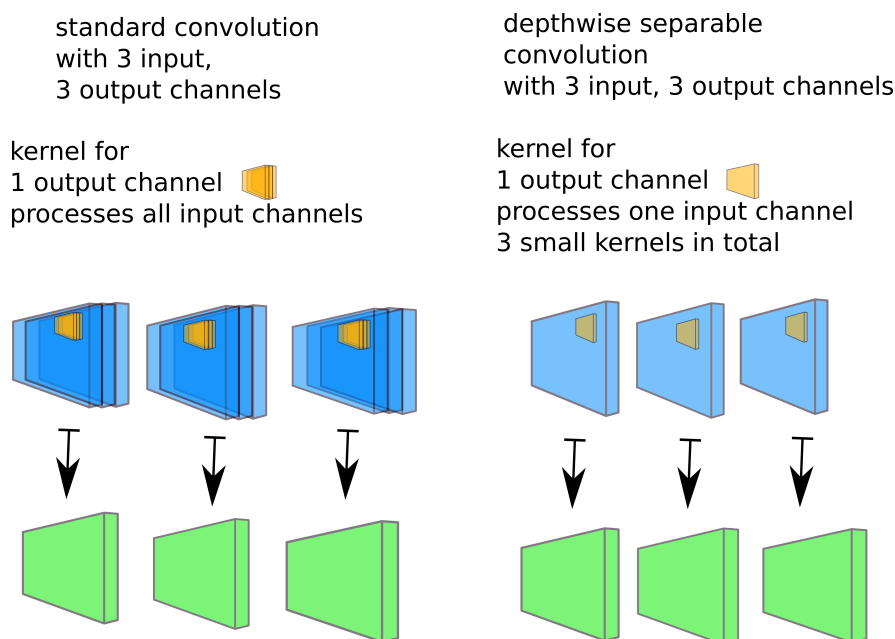 standard convolution
with 3 input,
3 output channels
kernel for
1 output channel
processes all input channels
depthwise separable
convolution
with 3 input, 3 output channels
kernel for
1 output channel
processes one input channel
3 small kernels in total